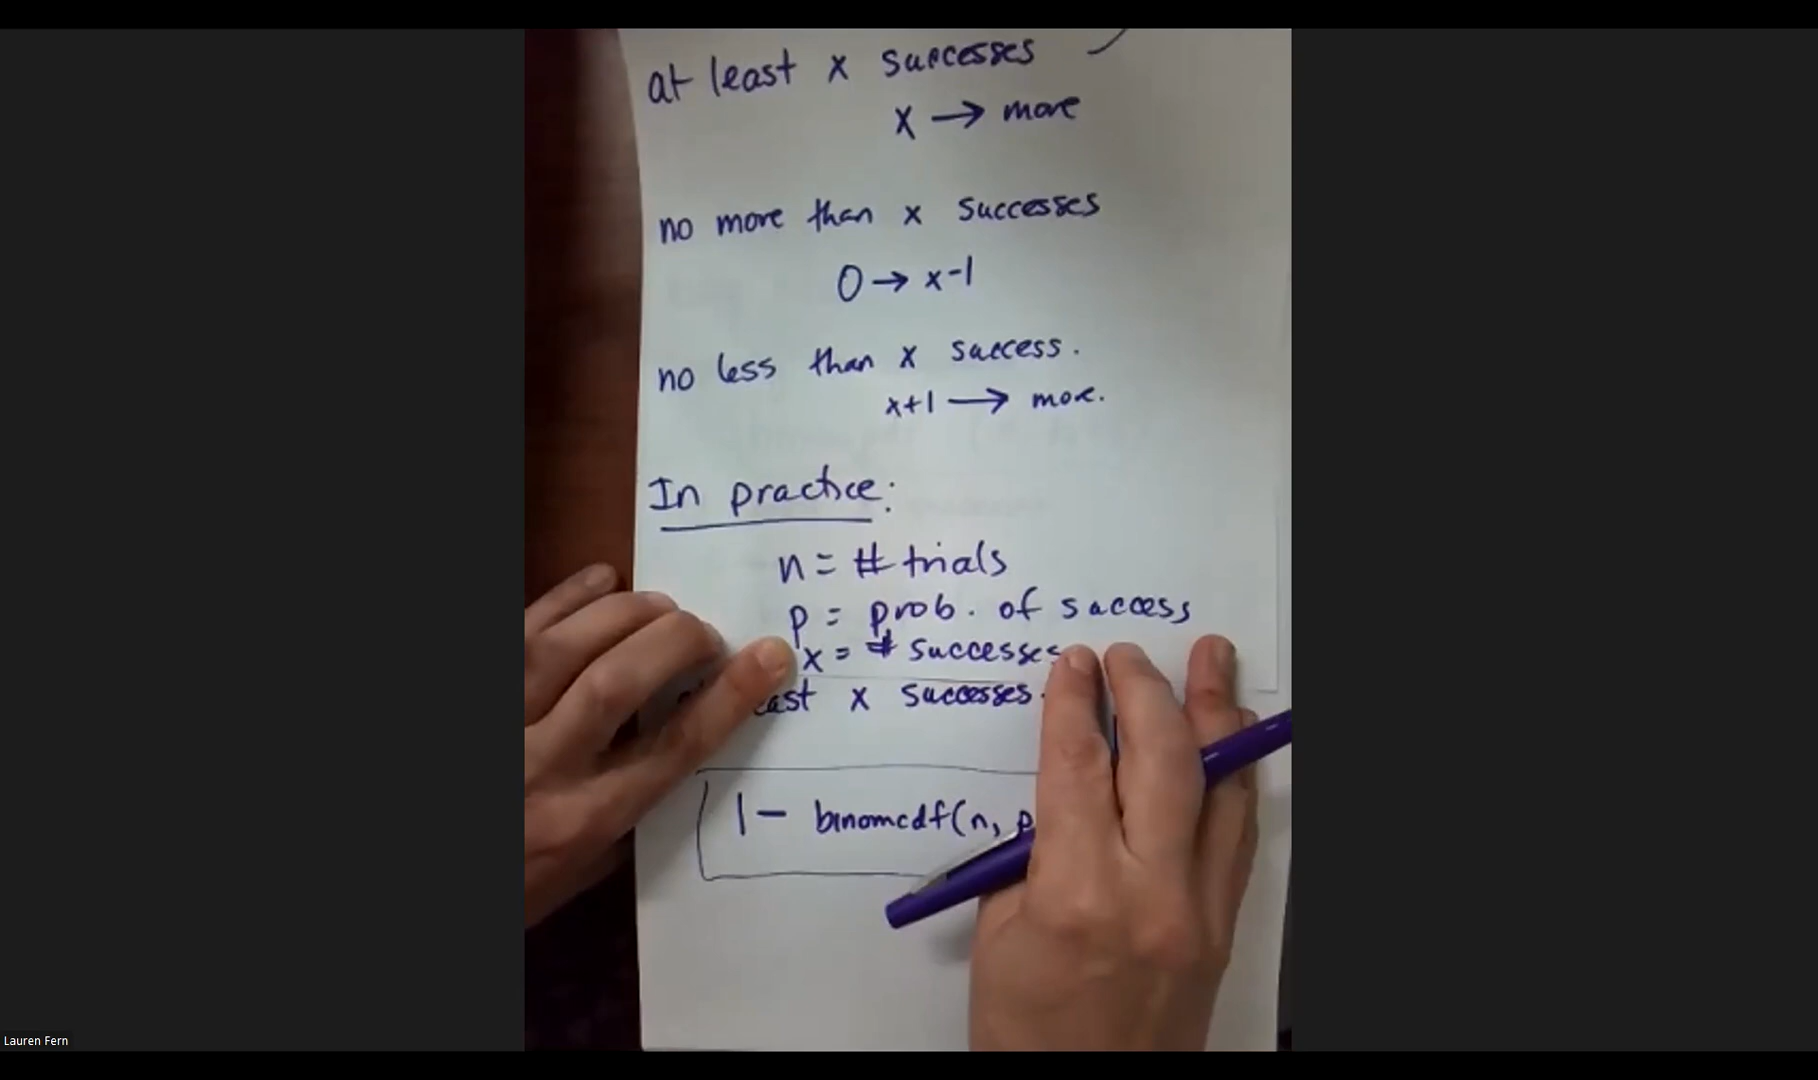 at least x successes
x → more
no more than x successes
0 → x-1
no less than x success.
x+1 → more.
In practice:
n = # trials
p = prob. of success
x = # successes
x successes.
1 - binomcdf(n, p
Lauren Fern